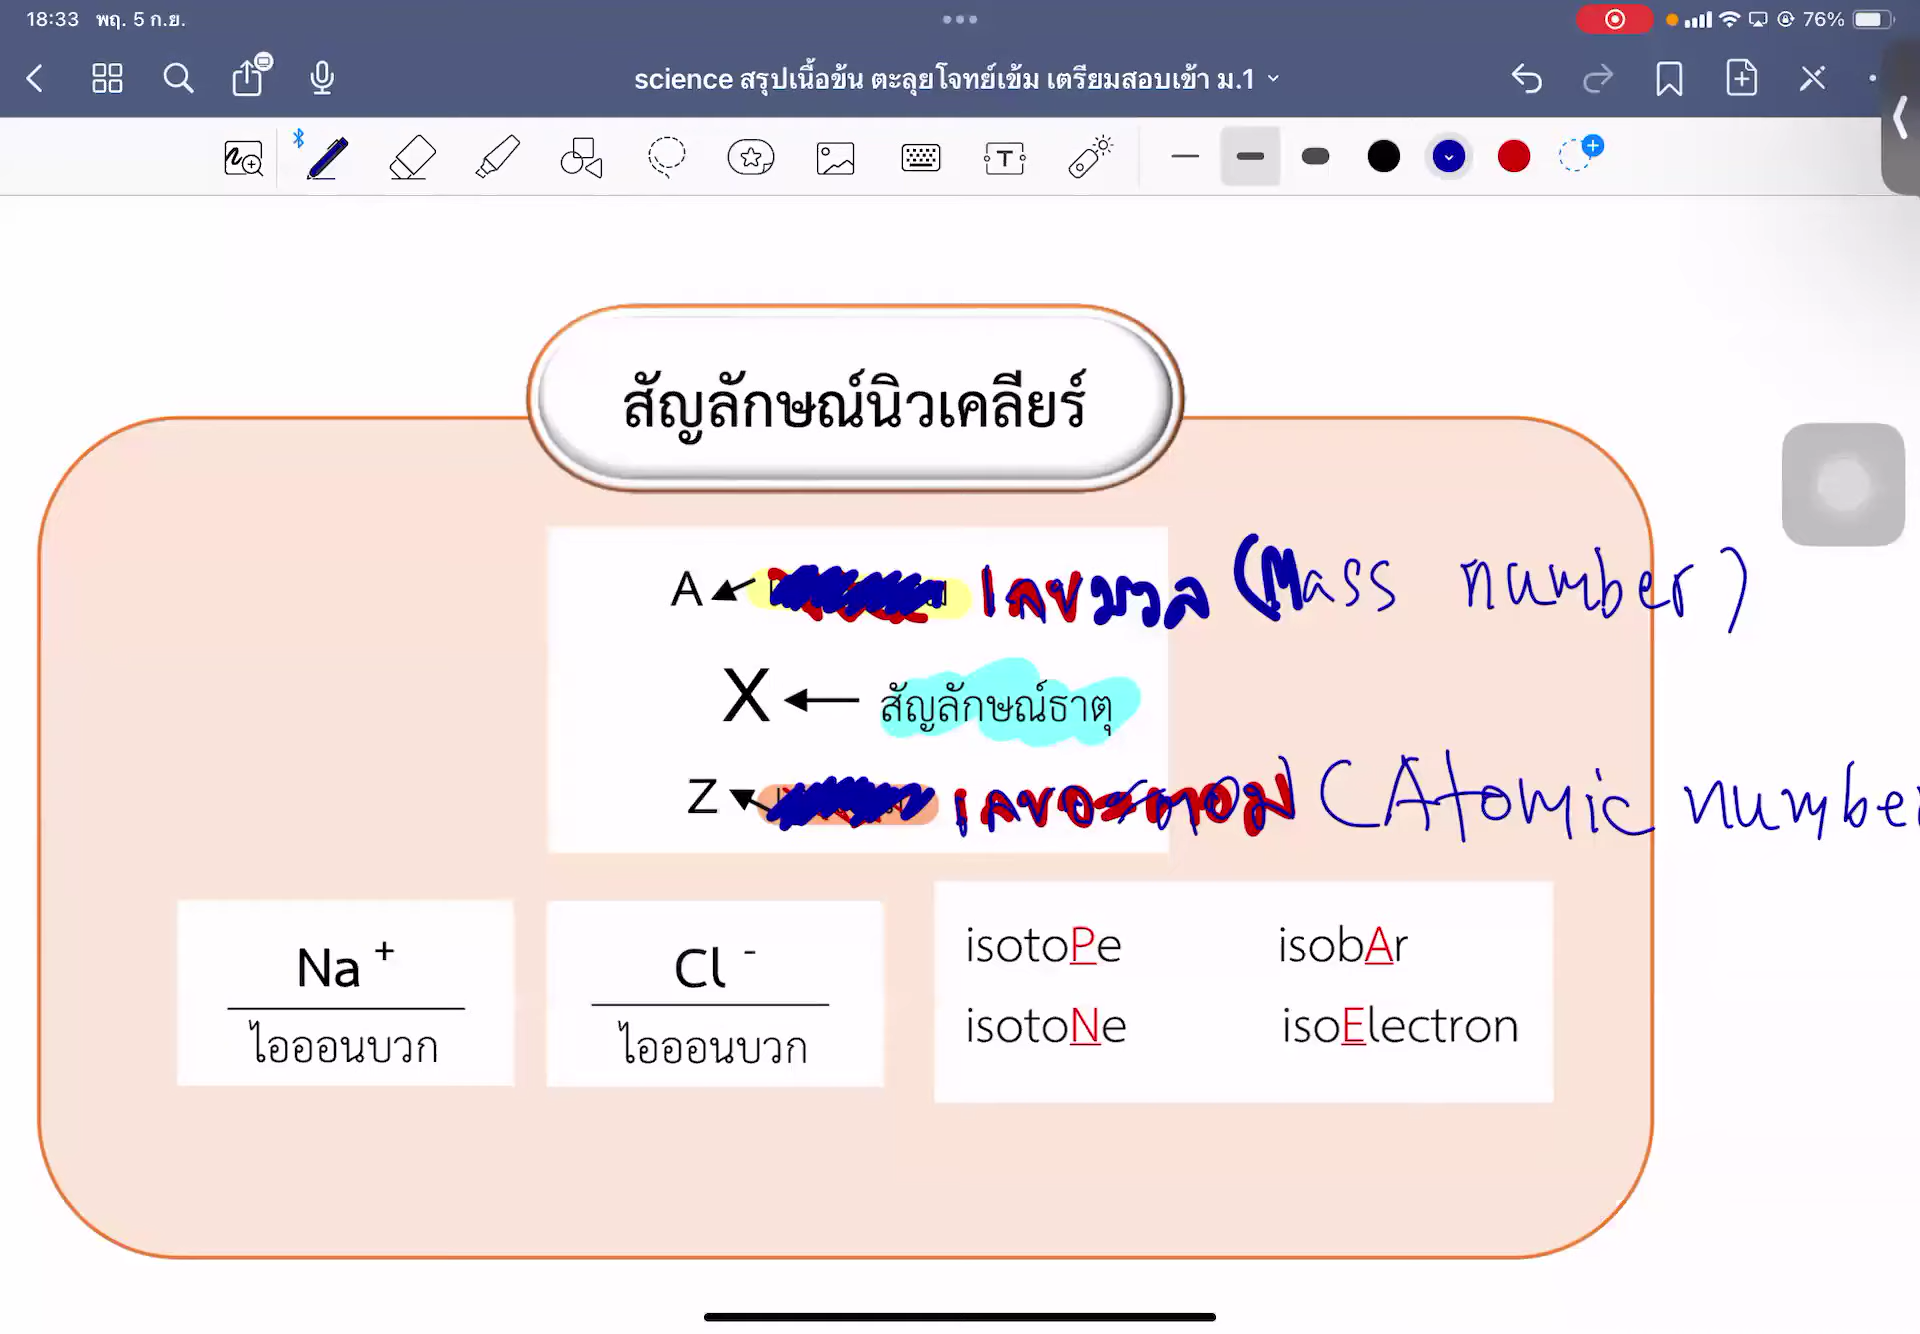 18:33 พฤ. 5 ก.ย.
76%
science สรุปเนื้อข้น ตะลุยโจทย์เข้ม เตรียมสอบเข้า ม.1
T
สัญลักษณ์นิวเคลียร์
A เลขมวล (Mass number)
X สัญลักษณ์ธาตุ
Z เลขอะตอม (Atomic number
Na +
ไอออนบวก
Cl -
ไอออนบวก
isotoPe isobAr
isotoNe isoElectron